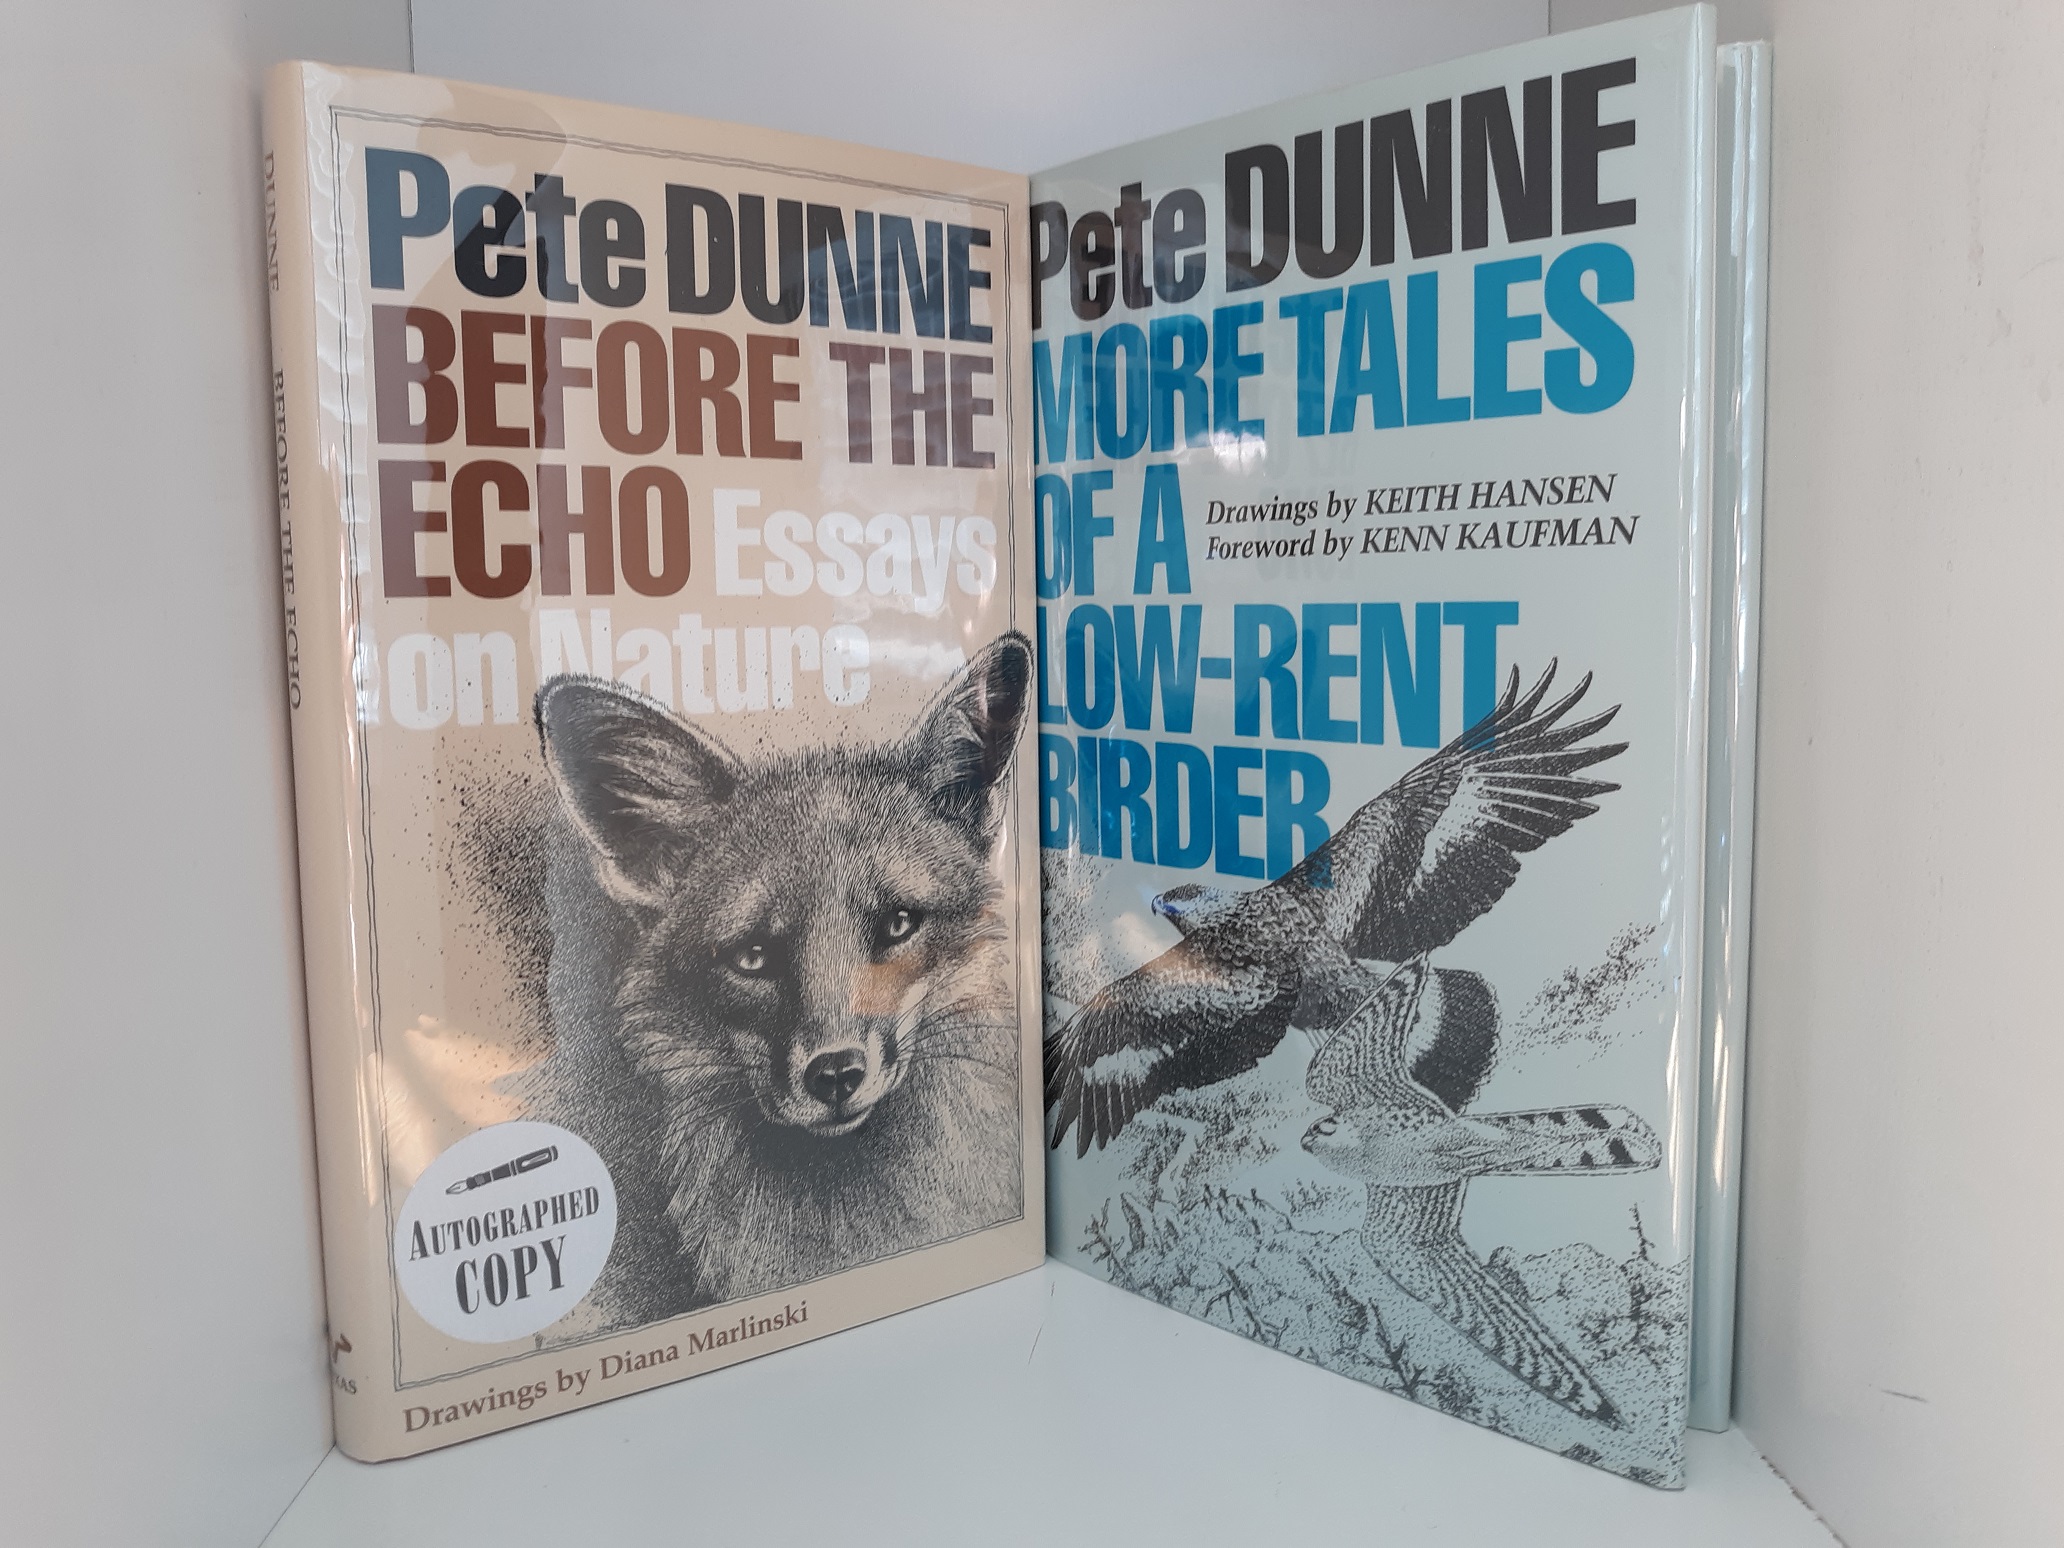 DUNNE
BEFORE THE ECHO
Pete DUNNE
BEFORE THE
ECHO Essays
on Nature
AUTOGRAPHED
COPY
Drawings by Diana Marlinski
Pete DUNNE
MORE TALES
OF A
Drawings by KEITH HANSEN
Foreword by KENN KAUFMAN
LOW-RENT
BIRDER